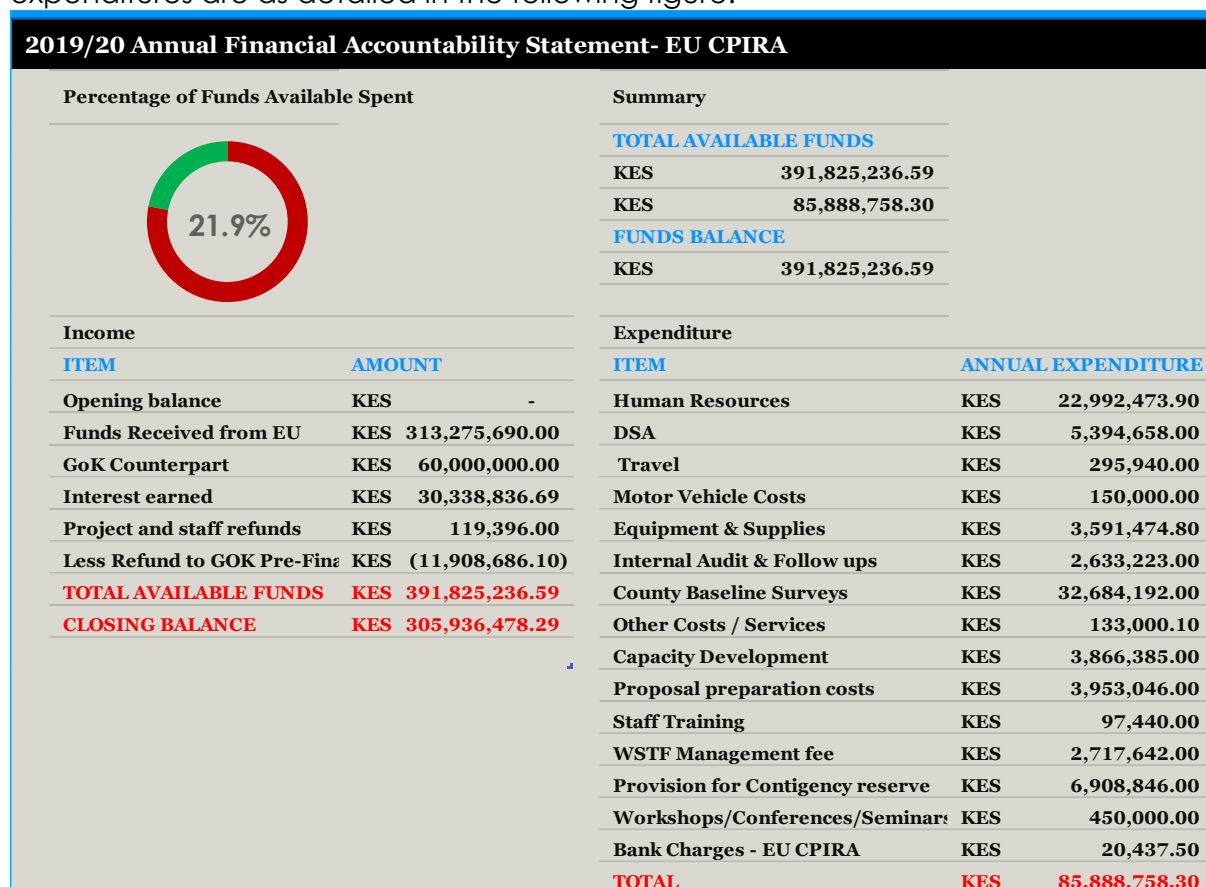 expenditures are as detailed in the following figure.
2019/20 Annual Financial Accountability Statement- EU CPIRA
Percentage of Funds Available Spent
21.9%
Summary
TOTAL AVAILABLE FUNDS
KES 391,825,236.59
KES 85,888,758.30
FUNDS BALANCE
KES 391,825,236.59
Income
ITEM AMOUNT
Opening balance KES -
Funds Received from EU KES 313,275,690.00
GoK Counterpart KES 60,000,000.00
Interest earned KES 30,338,836.69
Project and staff refunds KES 119,396.00
Less Refund to GOK Pre-Fina KES (11,908,686.10)
TOTAL AVAILABLE FUNDS KES 391,825,236.59
CLOSING BALANCE KES 305,936,478.29
Expenditure
ITEM ANNUAL EXPENDITURE
Human Resources KES 22,992,473.90
DSA KES 5,394,658.00
Travel KES 295,940.00
Motor Vehicle Costs KES 150,000.00
Equipment & Supplies KES 3,591,474.80
Internal Audit & Follow ups KES 2,633,223.00
County Baseline Surveys KES 32,684,192.00
Other Costs / Services KES 133,000.10
Capacity Development KES 3,866,385.00
Proposal preparation costs KES 3,953,046.00
Staff Training KES 97,440.00
WSTF Management fee KES 2,717,642.00
Provision for Contigency reserve KES 6,908,846.00
Workshops/Conferences/Seminars KES 450,000.00
Bank Charges - EU CPIRA KES 20,437.50
TOTAL KES 85,888,758.30